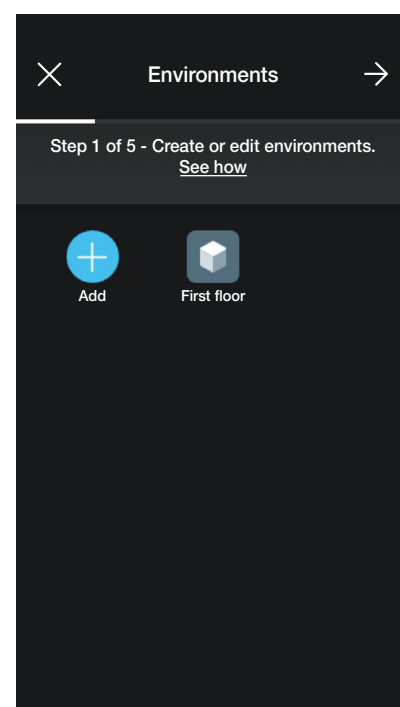 Environments
Step 1 of 5 - Create or edit environments.
See how
Add
First floor